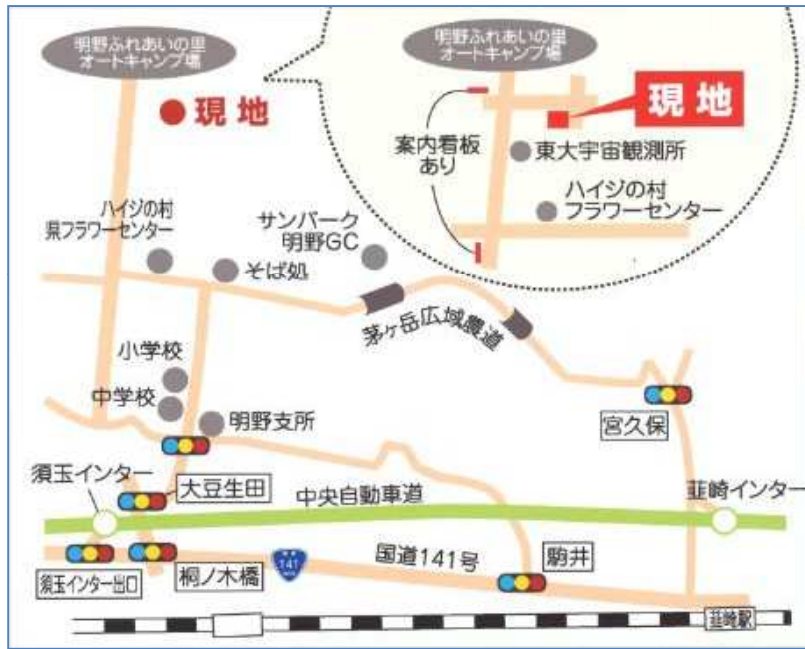 明野ふれあいの里
オートキャンプ場
現地
明野ふれあいの里
オートキャンプ場
現地
案内看板
あり
東大宇宙観測所
ハイジの村
フラワーセンター
ハイジの村
県フラワーセンター
サンパーク
明野GC
そば処
茅ヶ岳広域農道
小学校
中学校
明野支所
宮久保
須玉インター
大豆生田
中央自動車道
韮崎インター
須玉インター出口
桐ノ木橋
141
国道141号
駒井
韮崎駅